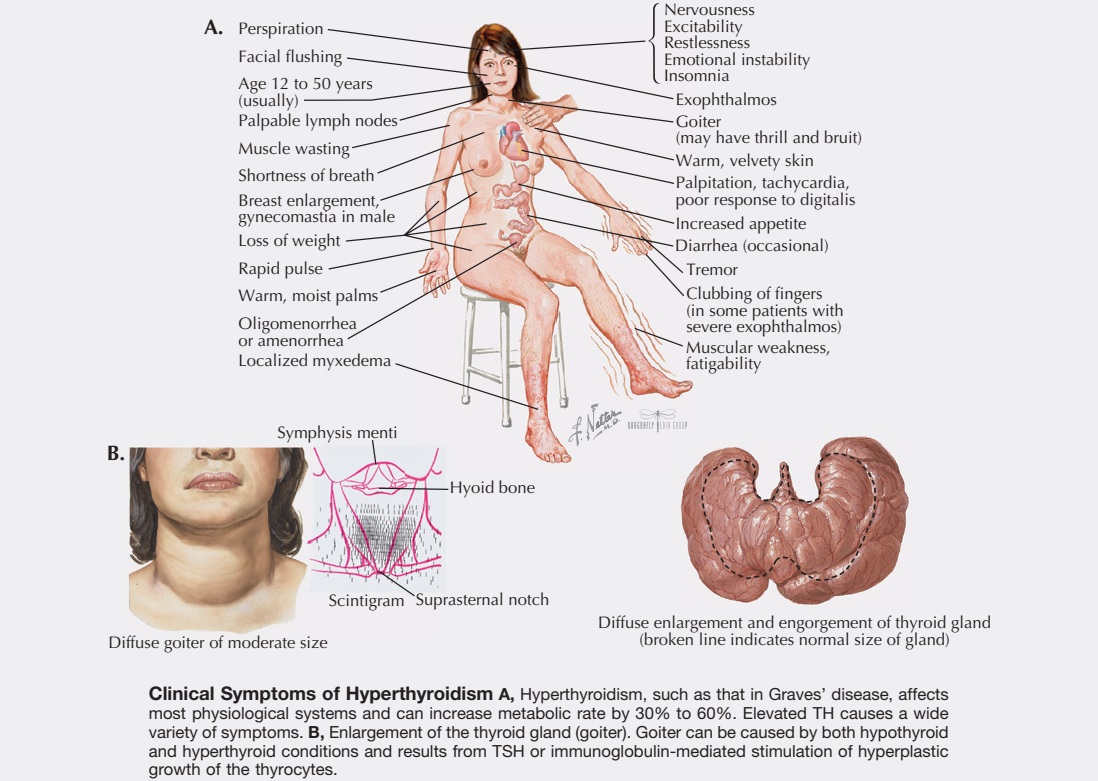 A.
Perspiration
Facial flushing
Age 12 to 50 years
(usually)
Palpable lymph nodes
Muscle wasting
Shortness of breath
Breast enlargement,
gynecomastia in male
Loss of weight
Rapid pulse
Warm, moist palms
Oligomenorrhea
or amenorrhea
Localized myxedema
Nervousness
Excitability
Restlessness
Emotional instability
Insomnia
Exophthalmos
Goiter
(may have thrill and bruit)
Warm, velvety skin
Palpitation, tachycardia,
poor response to digitalis
Increased appetite
Diarrhea (occasional)
Tremor
Clubbing of fingers
(in some patients with
severe exophthalmos)
Muscular weakness,
fatigability
F. Netter M.D.
DRAGONFLY MEDIA GROUP
B.
Symphysis menti
Hyoid bone
Scintigram
Suprasternal notch
Diffuse goiter of moderate size
Diffuse enlargement and engorgement of thyroid gland
(broken line indicates normal size of gland)
Clinical Symptoms of Hyperthyroidism A, Hyperthyroidism, such as that in Graves’ disease, affects
most physiological systems and can increase metabolic rate by 30% to 60%. Elevated TH causes a wide
variety of symptoms. B, Enlargement of the thyroid gland (goiter). Goiter can be caused by both hypothyroid
and hyperthyroid conditions and results from TSH or immunoglobulin-mediated stimulation of hyperplastic
growth of the thyrocytes.